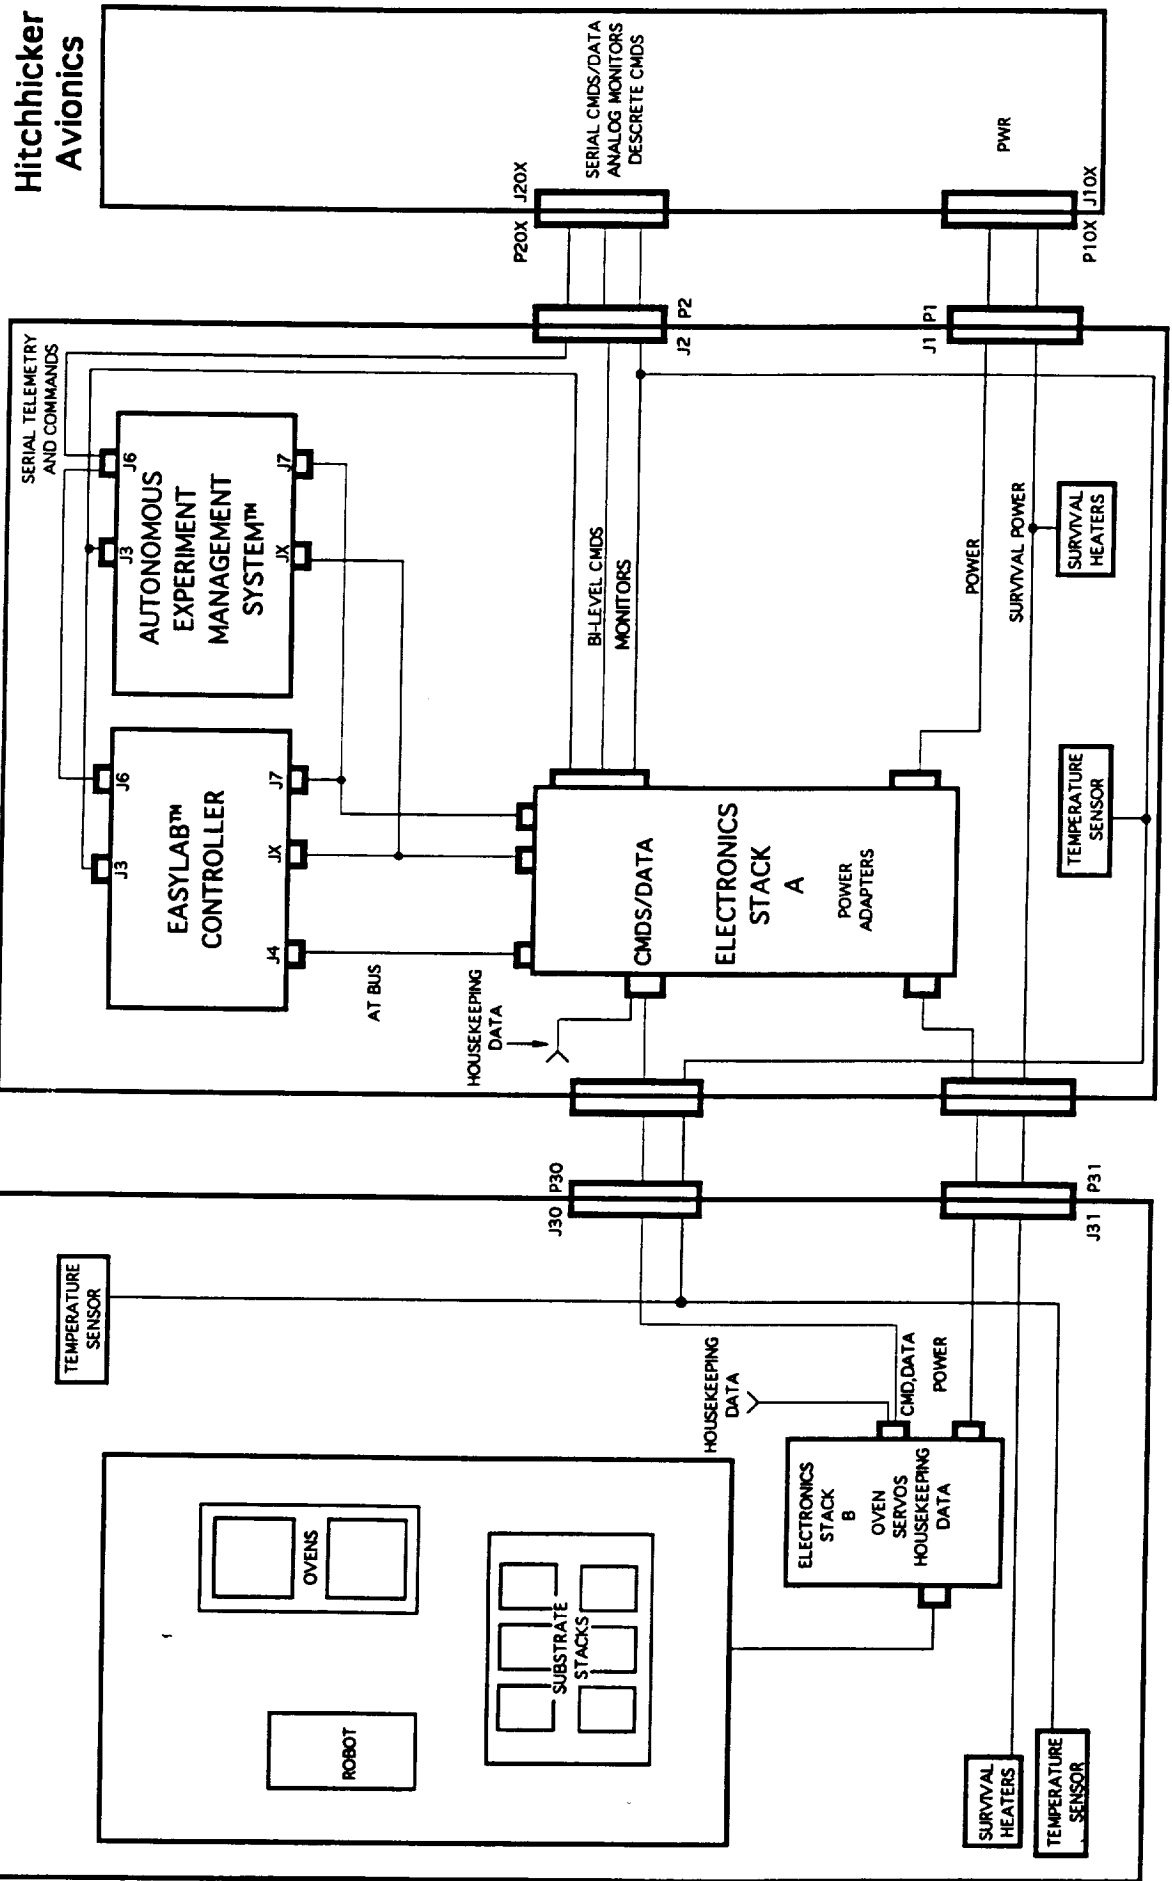 Hitchhicker
Avionics
SERIAL CMDS/DATA
ANALOG MONITORS
DESCRETE CMDS
PWR
J20X
P20X
J10X
P10X
P2
J2
P1
J1
SERIAL TELEMETRY
AND COMMANDS
J6
J3
J7
JX
AUTONOMOUS
EXPERIMENT
MANAGEMENT
SYSTEM™
BI-LEVEL CMDS
MONITORS
POWER
SURVIVAL POWER
SURVIVAL
HEATERS
J6
J3
J7
JX
J4
EASYLAB™
CONTROLLER
AT BUS
CMDS/DATA
ELECTRONICS
STACK
A
POWER
ADAPTERS
TEMPERATURE
SENSOR
HOUSEKEEPING
DATA
P30
J30
P31
J31
TEMPERATURE
SENSOR
HOUSEKEEPING
DATA
CMD,DATA
POWER
ELECTRONICS
STACK
B
OVEN
SERVOS
HOUSEKEEPING
DATA
OVENS
SUBSTRATE
STACKS
ROBOT
SURVIVAL
HEATERS
TEMPERATURE
SENSOR